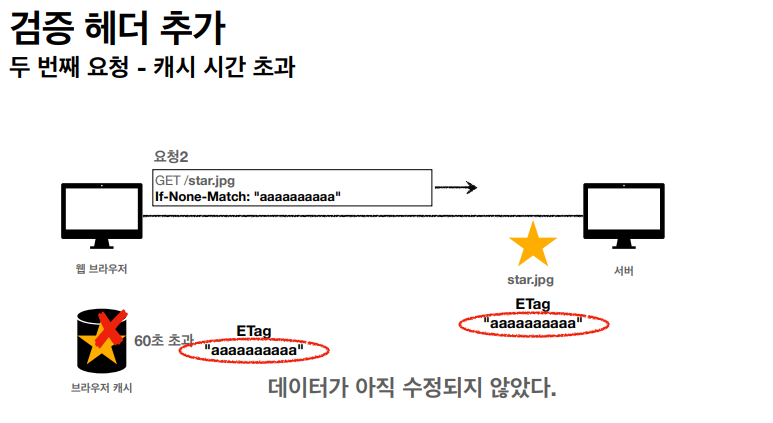 검증 헤더 추가
두 번째 요청 - 캐시 시간 초과
요청2
GET /star.jpg
If-None-Match: "aaaaaaaaaa"
웹 브라우저
star.jpg
서버
ETag
"aaaaaaaaaa"
60초 초과
ETag
"aaaaaaaaaa"
브라우저 캐시
데이터가 아직 수정되지 않았다.